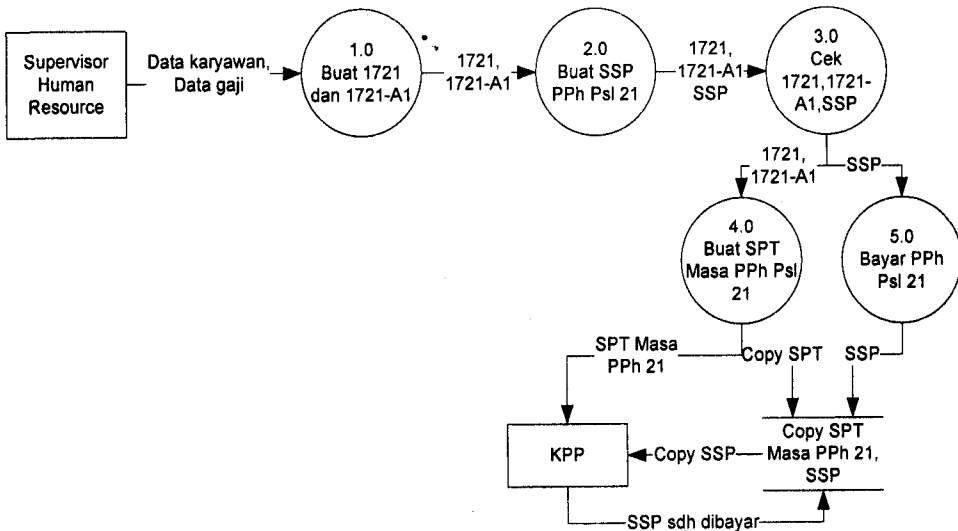 Supervisor
Human
Resource
Data karyawan,
Data gaji
1.0
Buat 1721
dan 1721-A1
1721,
1721-A1
2.0
Buat SSP
PPh Psl 21
1721,
1721-A1
SSP
3.0
Cek
1721,1721-
A1,SSP
1721,
1721-A1
SSP
4.0
Buat SPT
Masa PPh Psl
21
5.0
Bayar PPh
Psl 21
SPT Masa
PPh 21
Copy SPT
SSP
KPP
Copy SSP
Copy SPT
Masa PPh 21,
SSP
SSP sdh dibayar